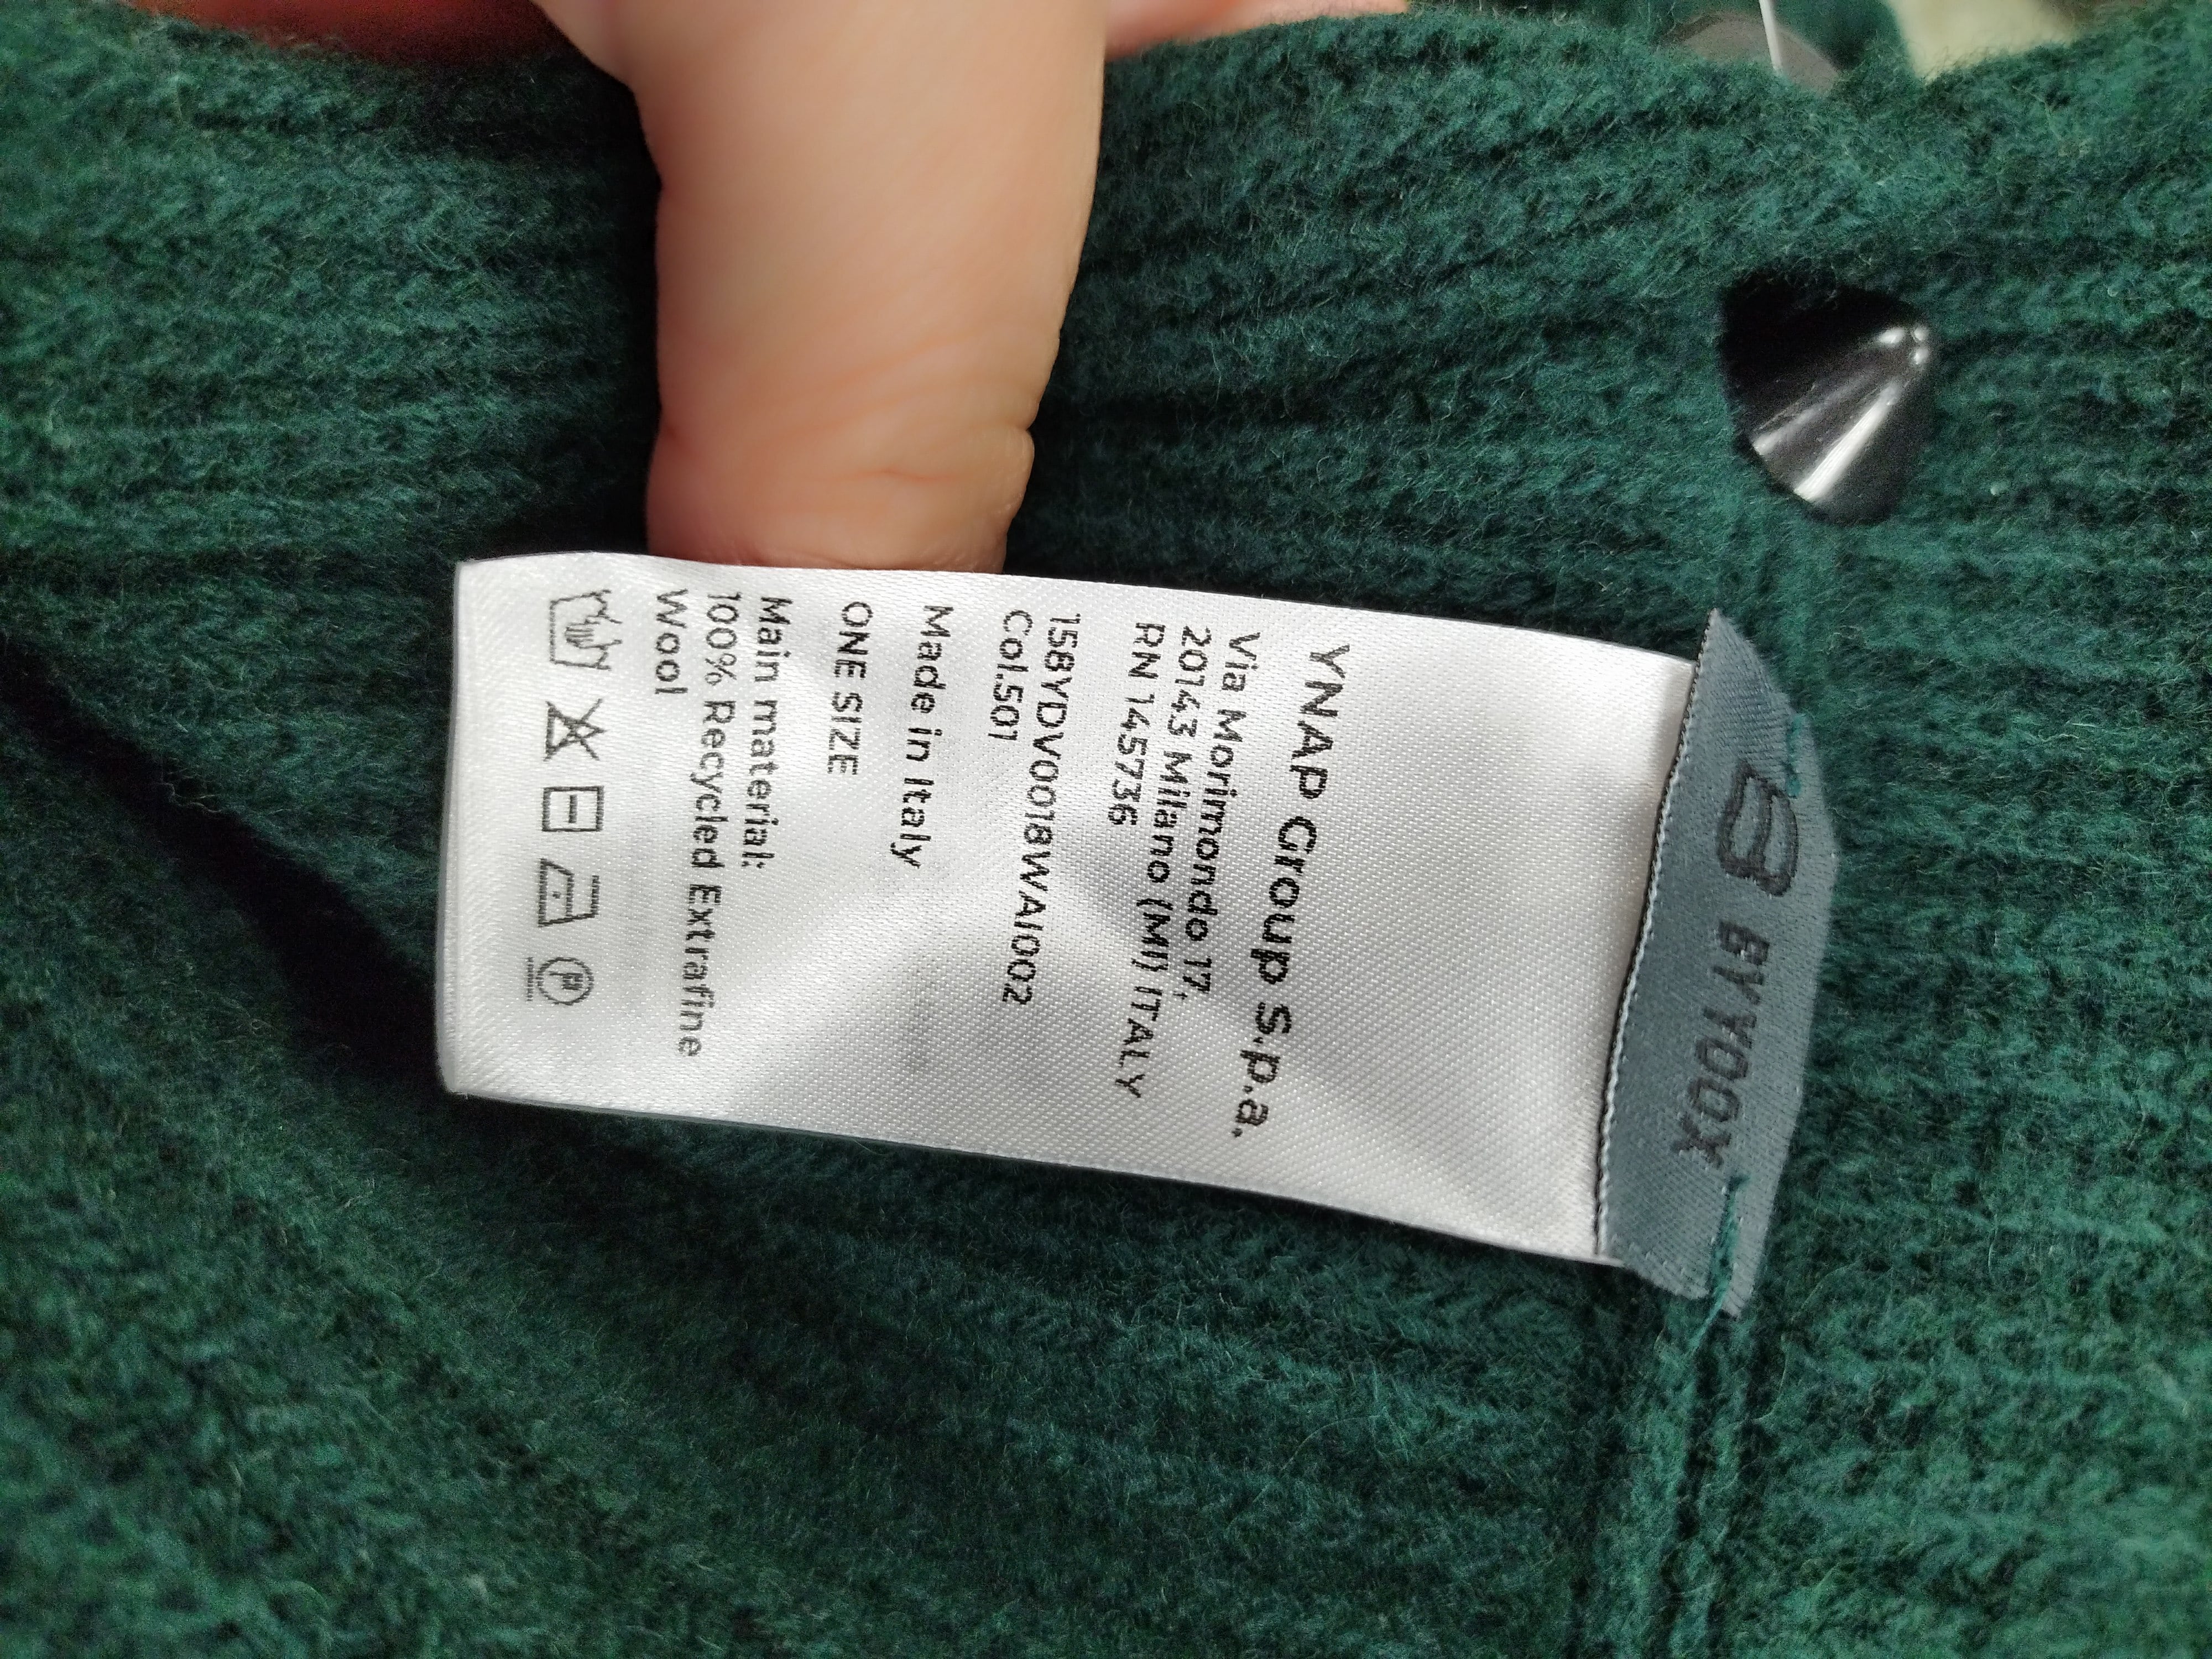 8 BY YOOX
YNAP Group S.p.a.
Via Morimondo 17,
20143 Milano (MI) ITALY
RN 145736
158YDV0018WAI002
Col.501
Made in Italy
ONE SIZE
Main material:
100% Recycled Extrafine
Wool
P